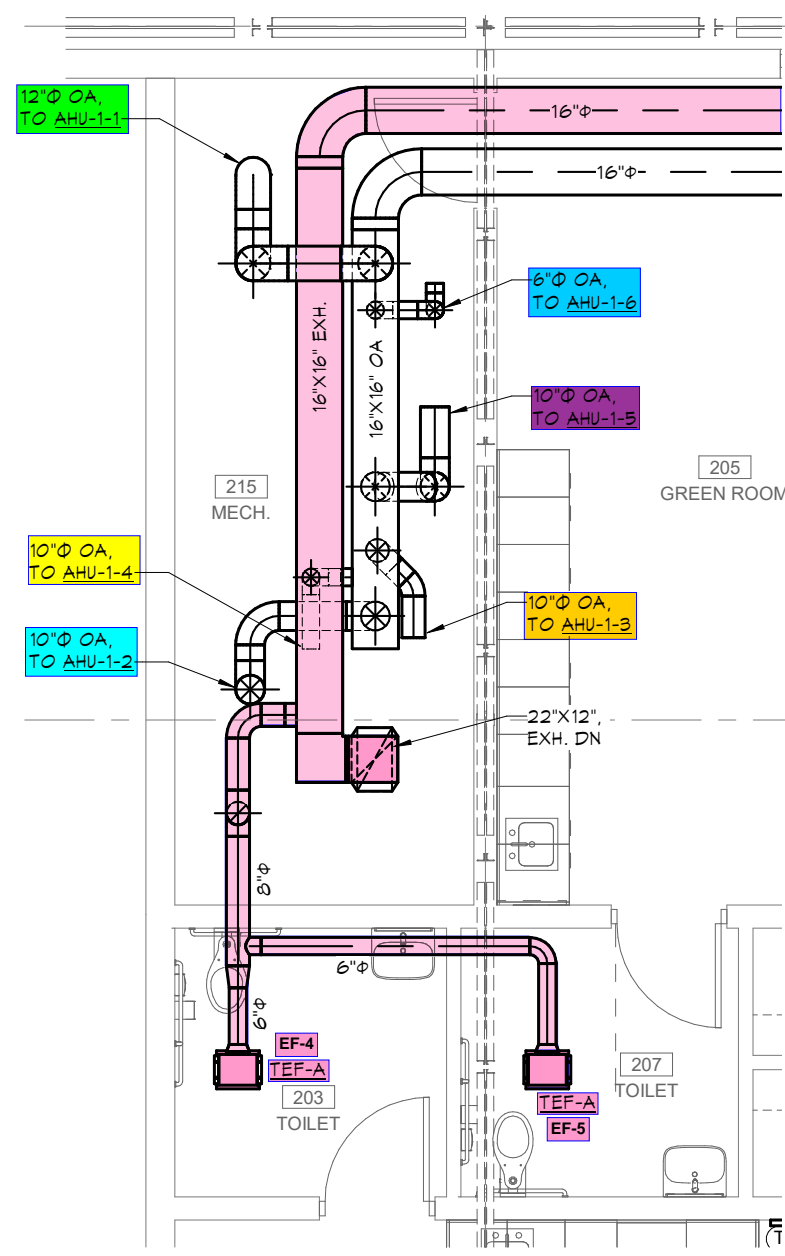 12"Φ OA,
TO AHU-1-1
16"Φ
16"Φ
6"Φ OA,
TO AHU-1-6
16"X16" EXH.
16"X16" OA
10"Φ OA,
TO AHU-1-5
215
MECH.
205
GREEN ROOM
10"Φ OA,
TO AHU-1-4
10"Φ OA,
TO AHU-1-3
10"Φ OA,
TO AHU-1-2
22"X12",
EXH. DN
8"Φ
6"Φ
6"Φ
EF-4
TEF-A
203
TOILET
207
TOILET
TEF-A
EF-5